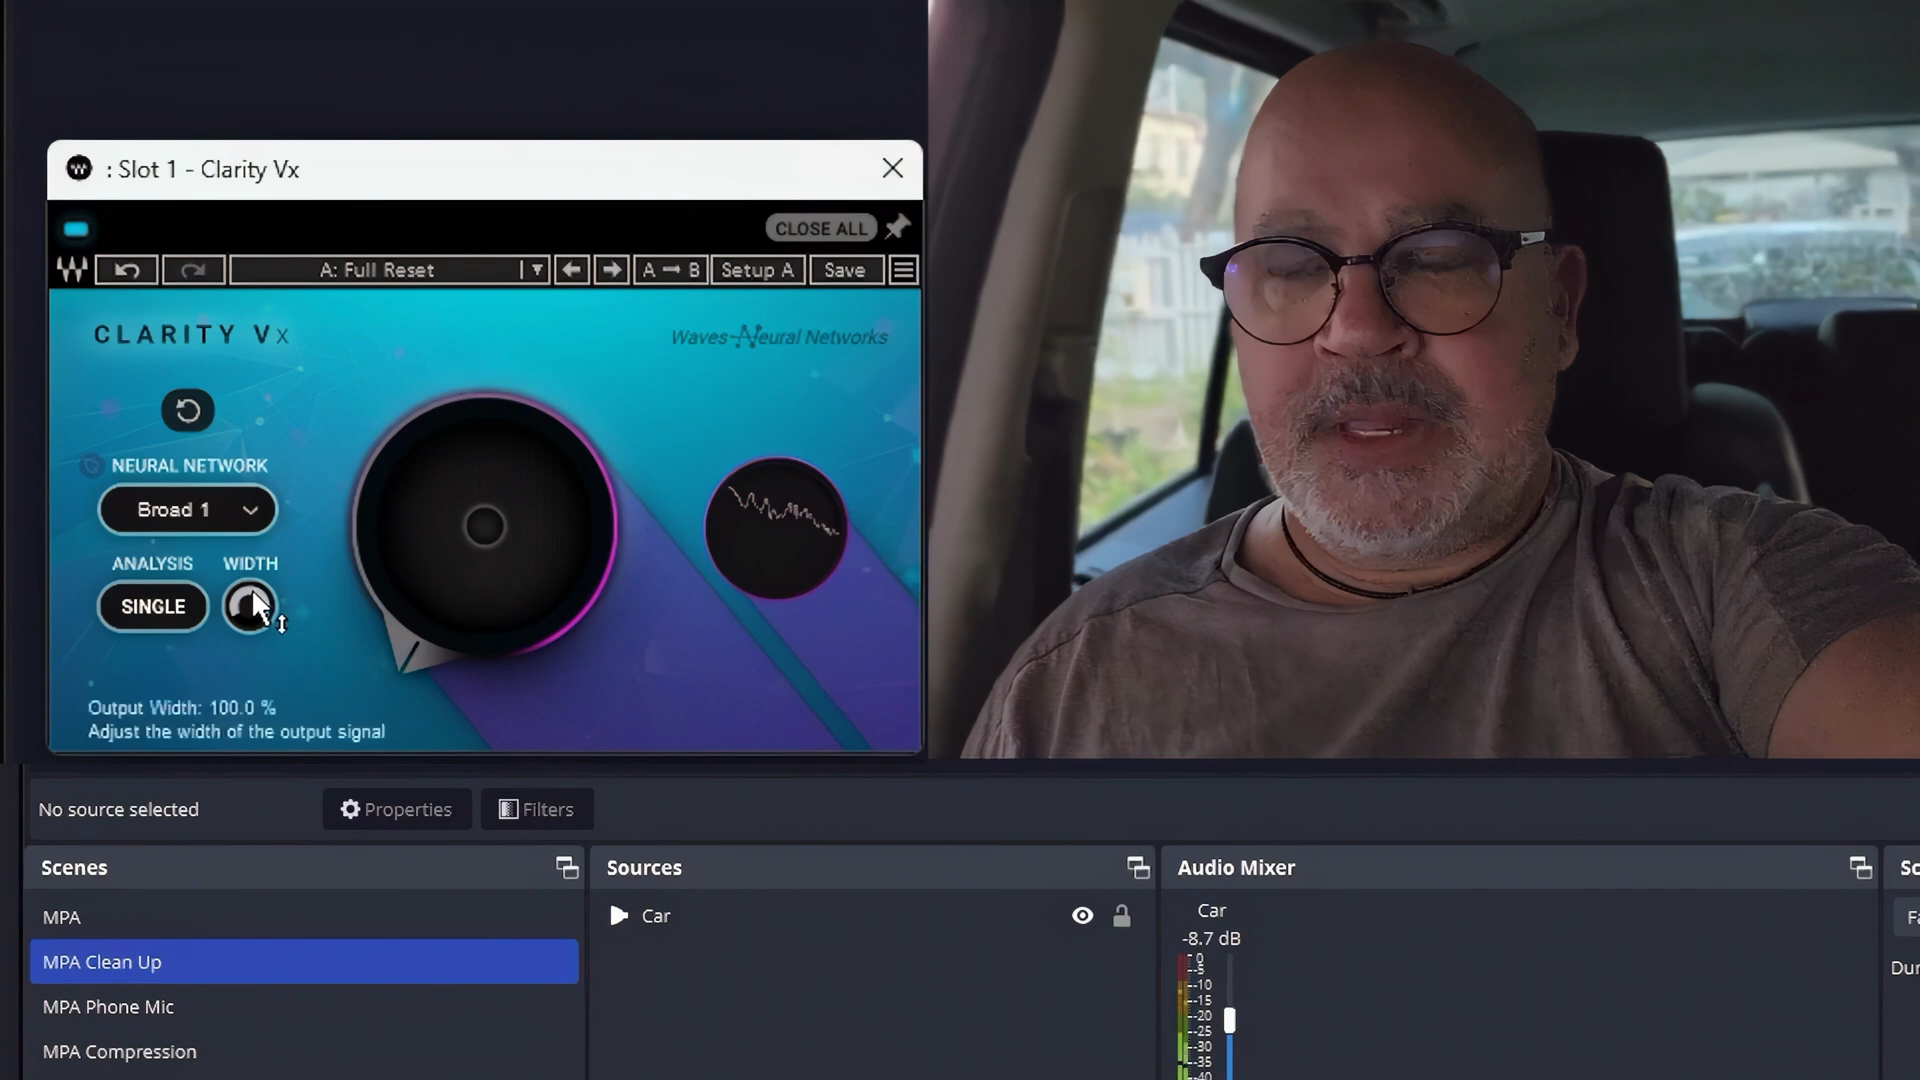 : Slot 1 - Clarity Vx
CLOSE ALL
A: Full Reset
A B
Setup A
Save
CLARITY Vx
Waves Neural Networks
NEURAL NETWORK
Broad 1
ANALYSIS WIDTH
SINGLE
Output Width: 100.0 %
Adjust the width of the output signal
No source selected
Properties
Filters
Scenes
Sources
Audio Mixer
Sc
MPA
MPA Clean Up
MPA Phone Mic
MPA Compression
Car
Car
-8.7 dB
0
-5
-10
-15
-20
-25
-30
-35
-40
Fa
Dur